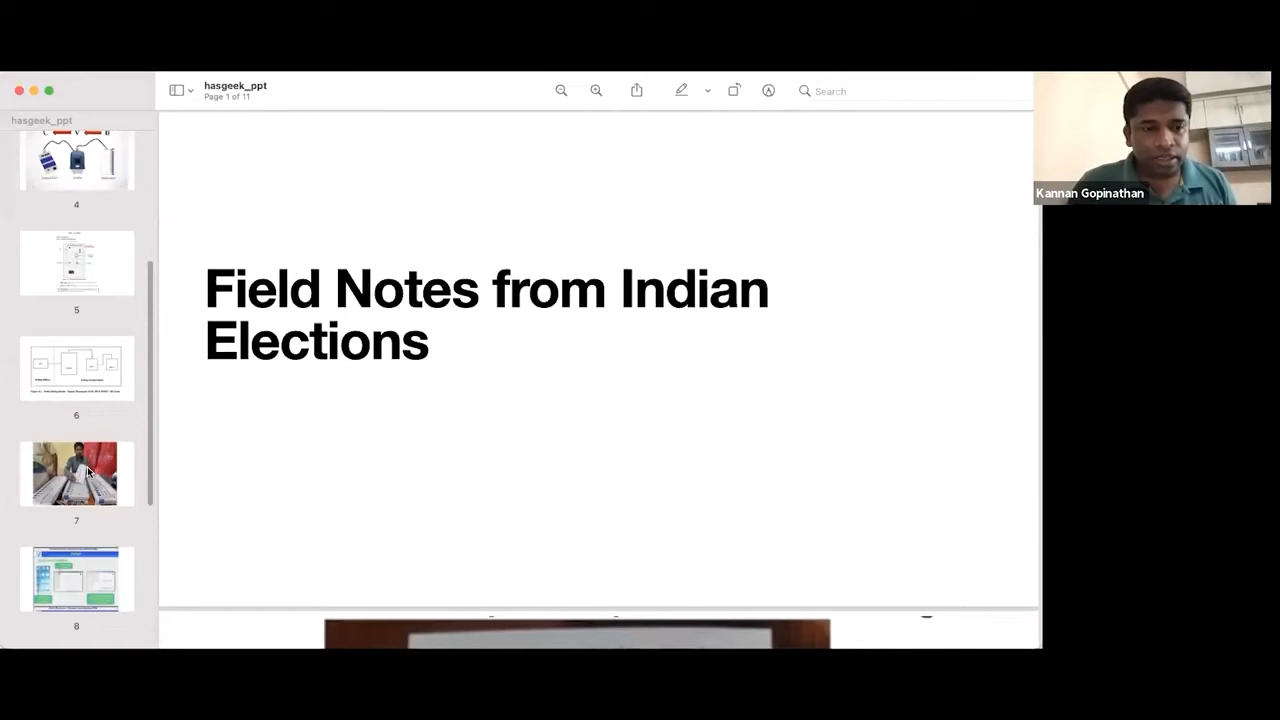 hasgeek_ppt
Page 1 of 11
Search
hasgeek_ppt
C V B
4
5
6
7
8
Field Notes from Indian
Elections
Kannan Gopinathan